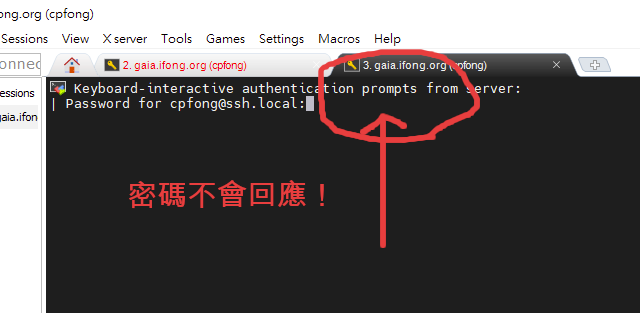 ong.org (cpfong)
Sessions View X server Tools Games Settings Macros Help
onnec 2. gaia.ifong.org (cpfong) 3. gaia.ifong.org (cpfong)
essions
gaia.ifon
Keyboard-interactive authentication prompts from server:
| Password for cpfong@ssh.local:
密碼不會回應！